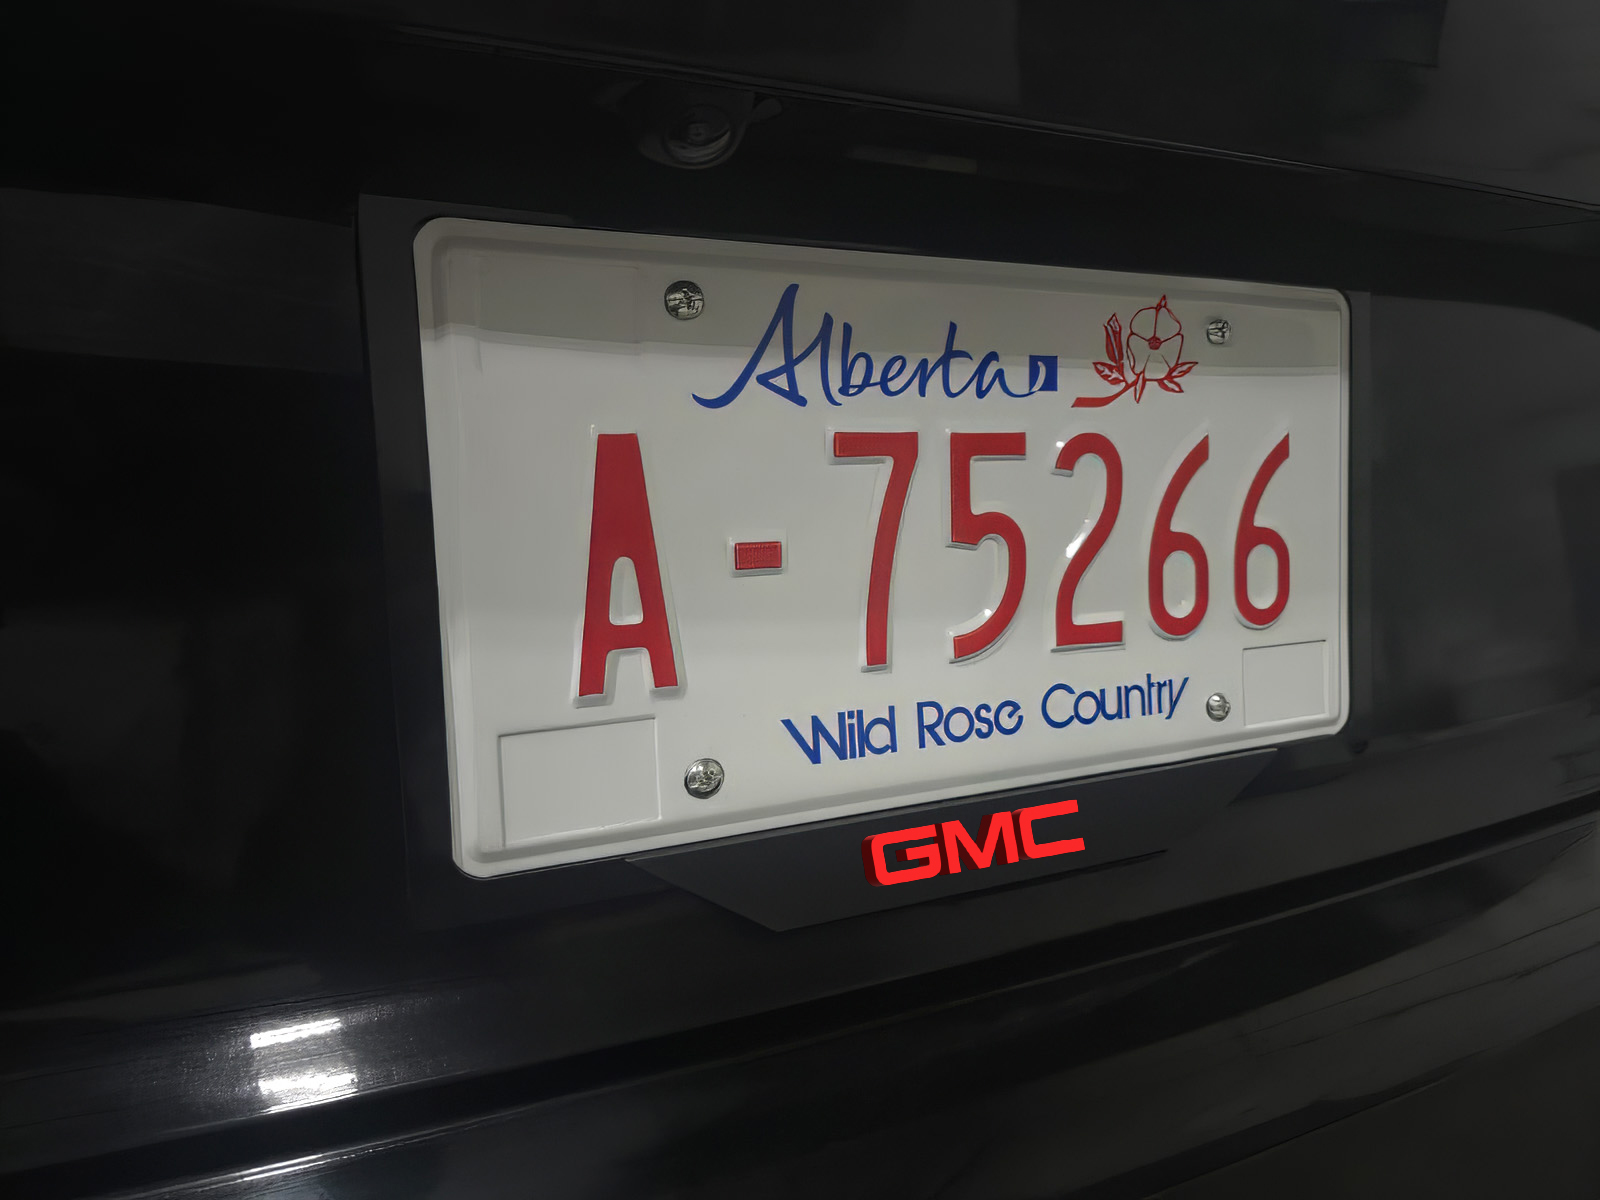 Alberta
A-75266
Wild Rose Country
GMC